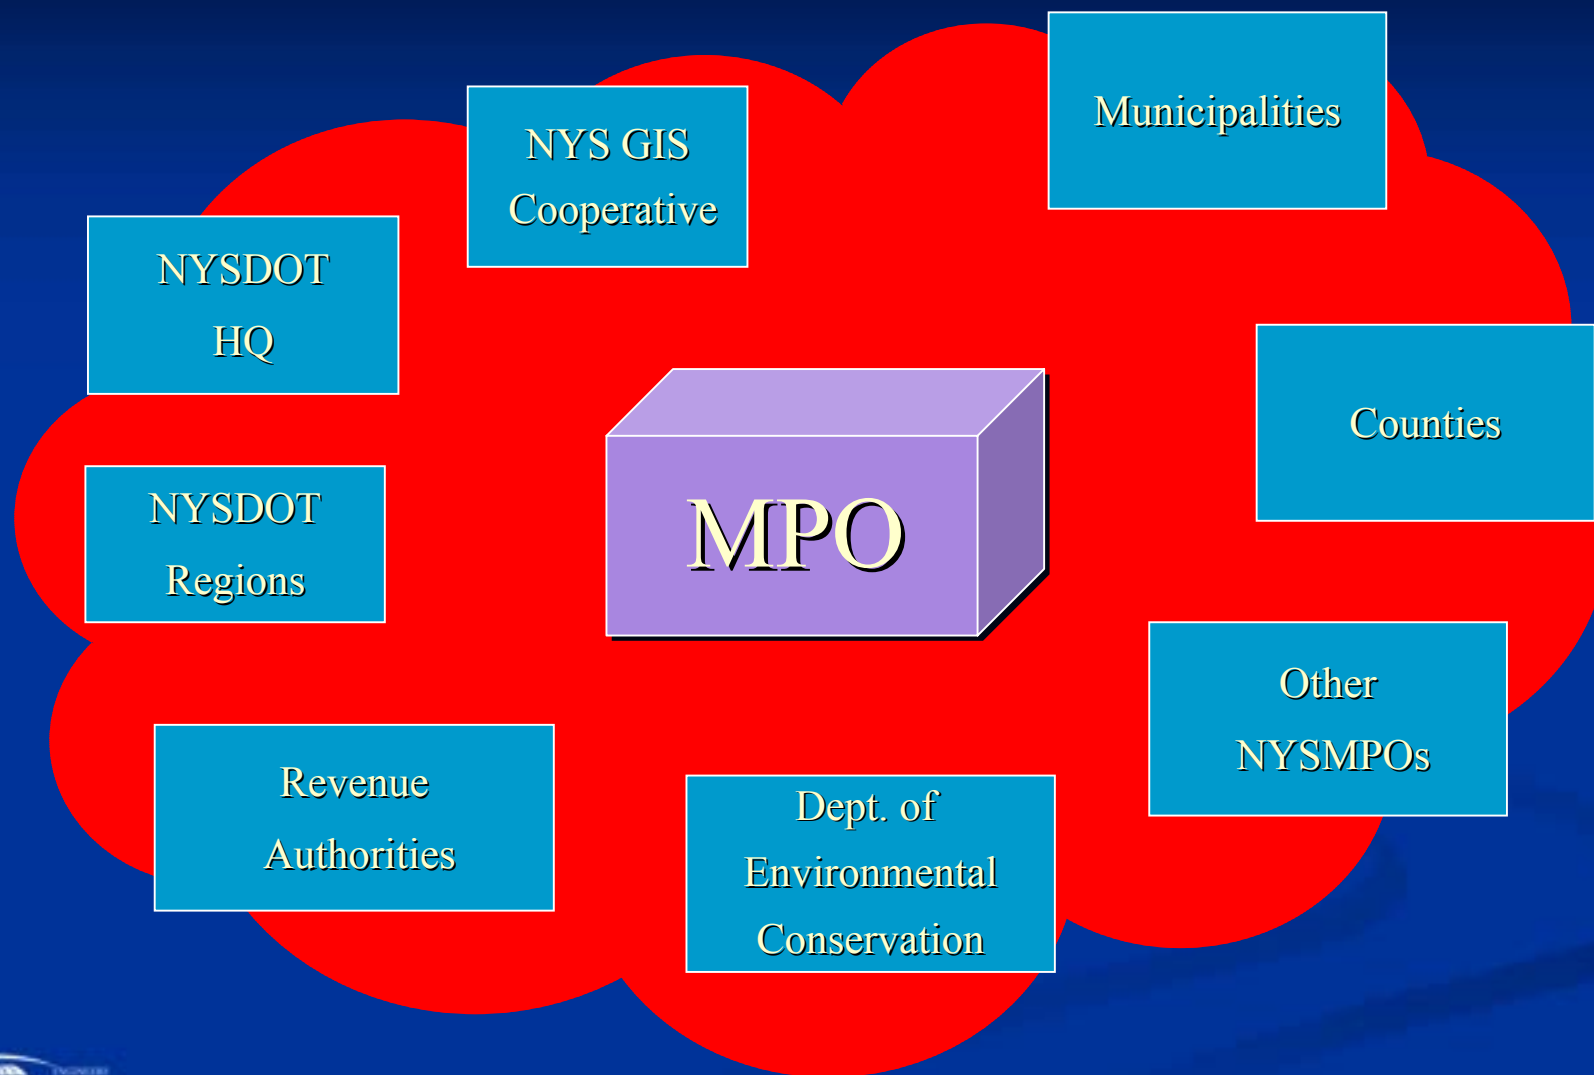 Municipalities
NYS GIS
Cooperative
NYSDOT
HQ
Counties
MPO
NYSDOT
Regions
Other
NYSMPOs
Revenue
Authorities
Dept. of
Environmental
Conservation